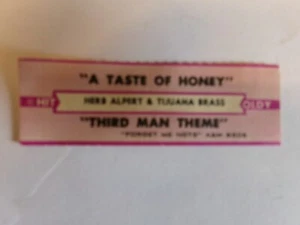 "A TASTE OF HONEY"
HIT HERB ALPERT & TIJUANA BRASS OLDY
"THIRD MAN THEME"
"FORGET ME NOTS" A&M